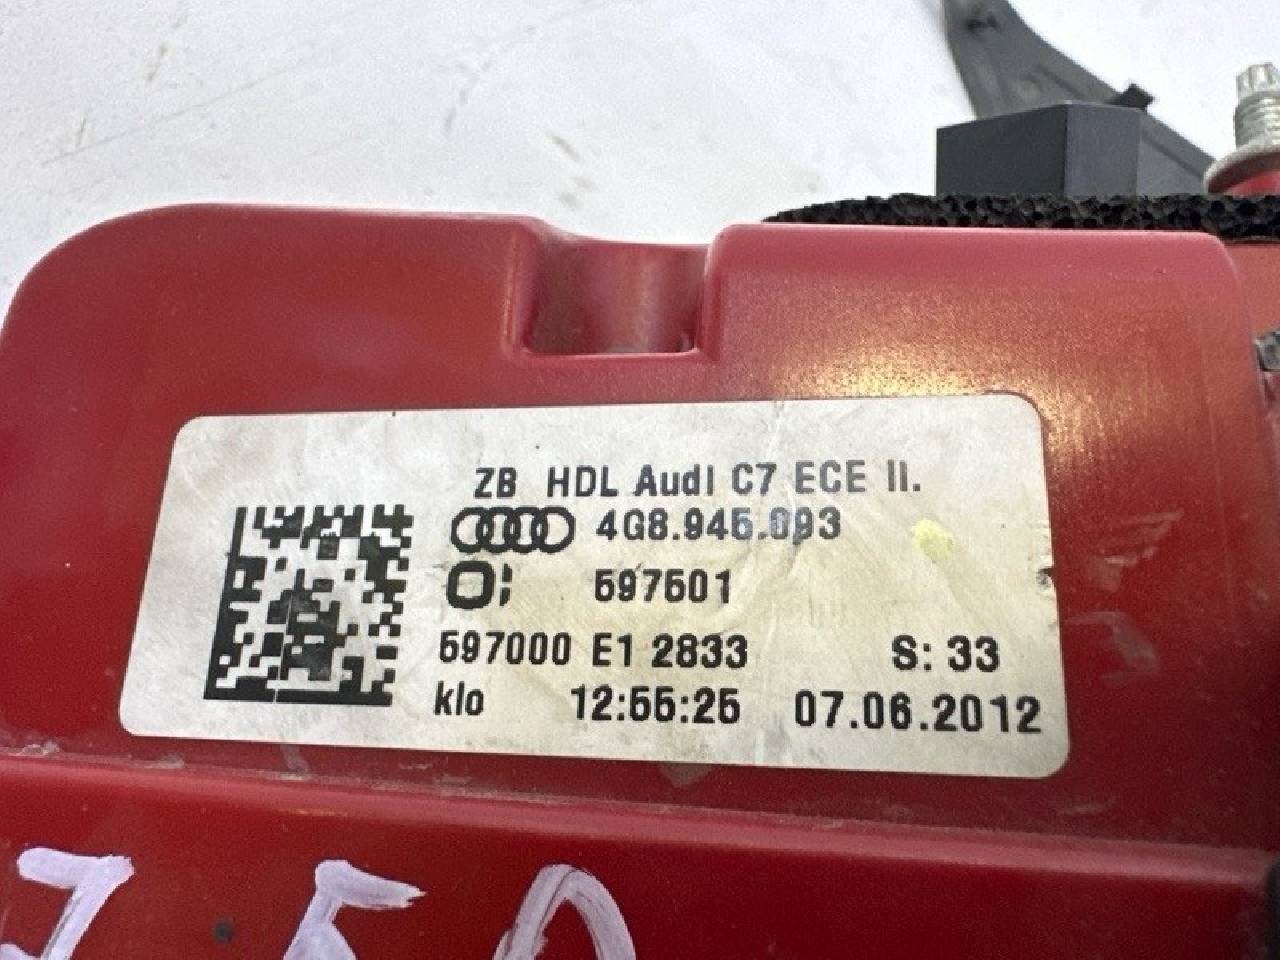 ZB HDL Audi C7 ECE II.
4G8.945.093
O: 597501
597000 E1 2833 S: 33
klo 12:55:25 07.06.2012
750